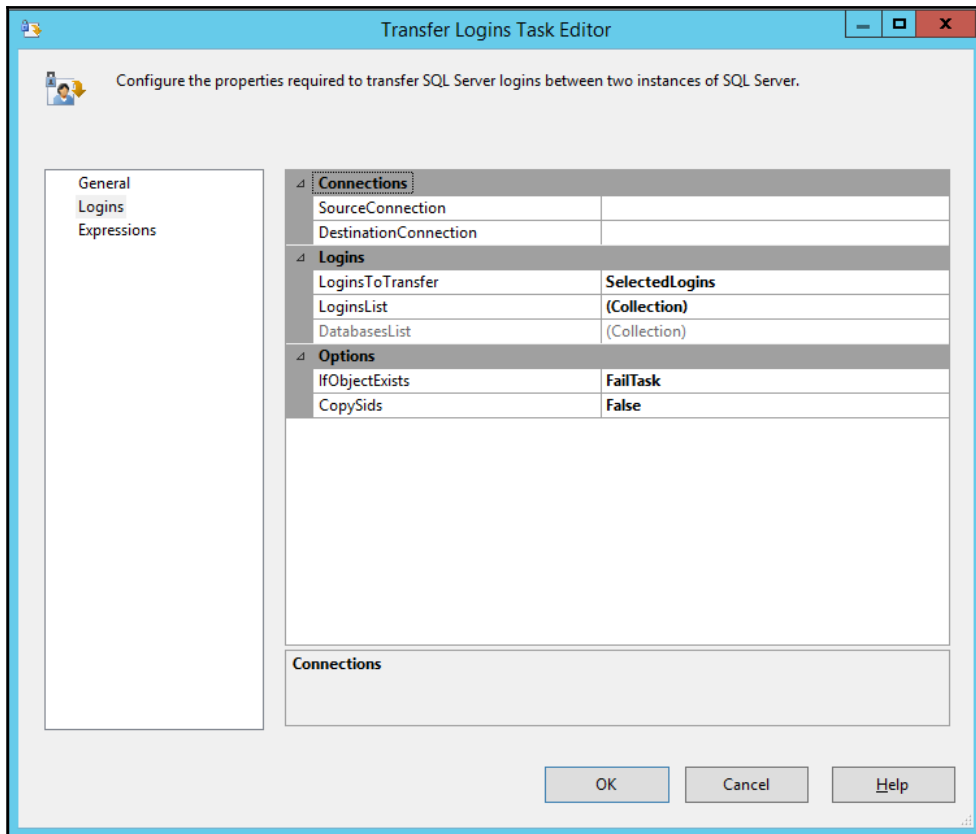 Transfer Logins Task Editor
Configure the properties required to transfer SQL Server logins between two instances of SQL Server.
General
Logins
Expressions
Connections
SourceConnection
DestinationConnection
Logins
LoginsToTransfer SelectedLogins
LoginsList (Collection)
DatabasesList (Collection)
Options
IfObjectExists FailTask
CopySids False
Connections
OK Cancel Help